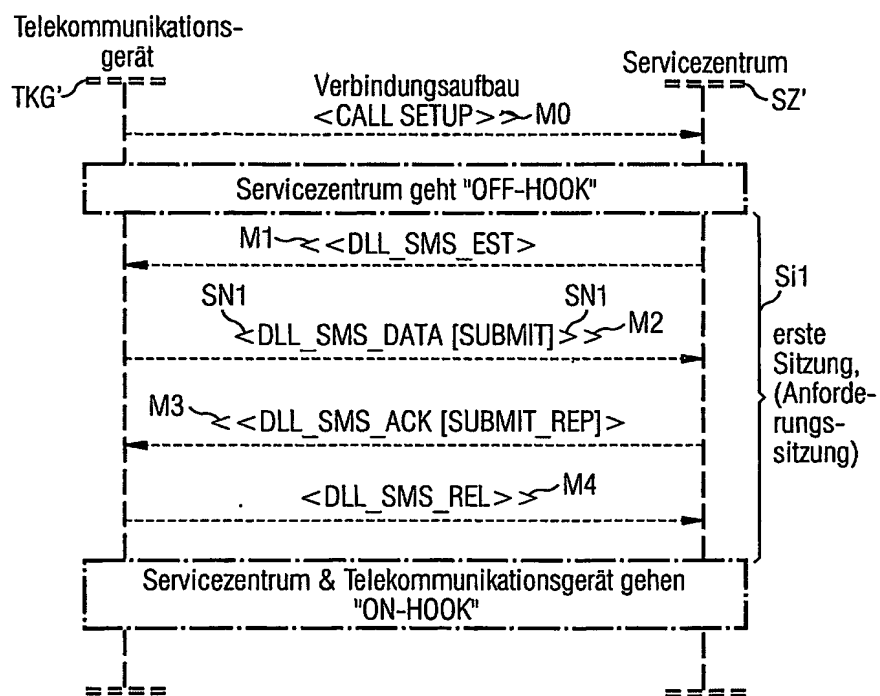 Telekommunikations-
gerät
Servicezentrum
TKG'
SZ'
Verbindungsaufbau
<CALL SETUP>
M0
Servicezentrum geht "OFF-HOOK"
M1
<DLL_SMS_EST>
Si1
SN1
SN1
<DLL_SMS_DATA [SUBMIT]>
M2
erste
Sitzung,
(Anforde-
rungs-
sitzung)
M3
<DLL_SMS_ACK [SUBMIT_REP]>
<DLL_SMS_REL>
M4
Servicezentrum & Telekommunikationsgerät gehen
"ON-HOOK"